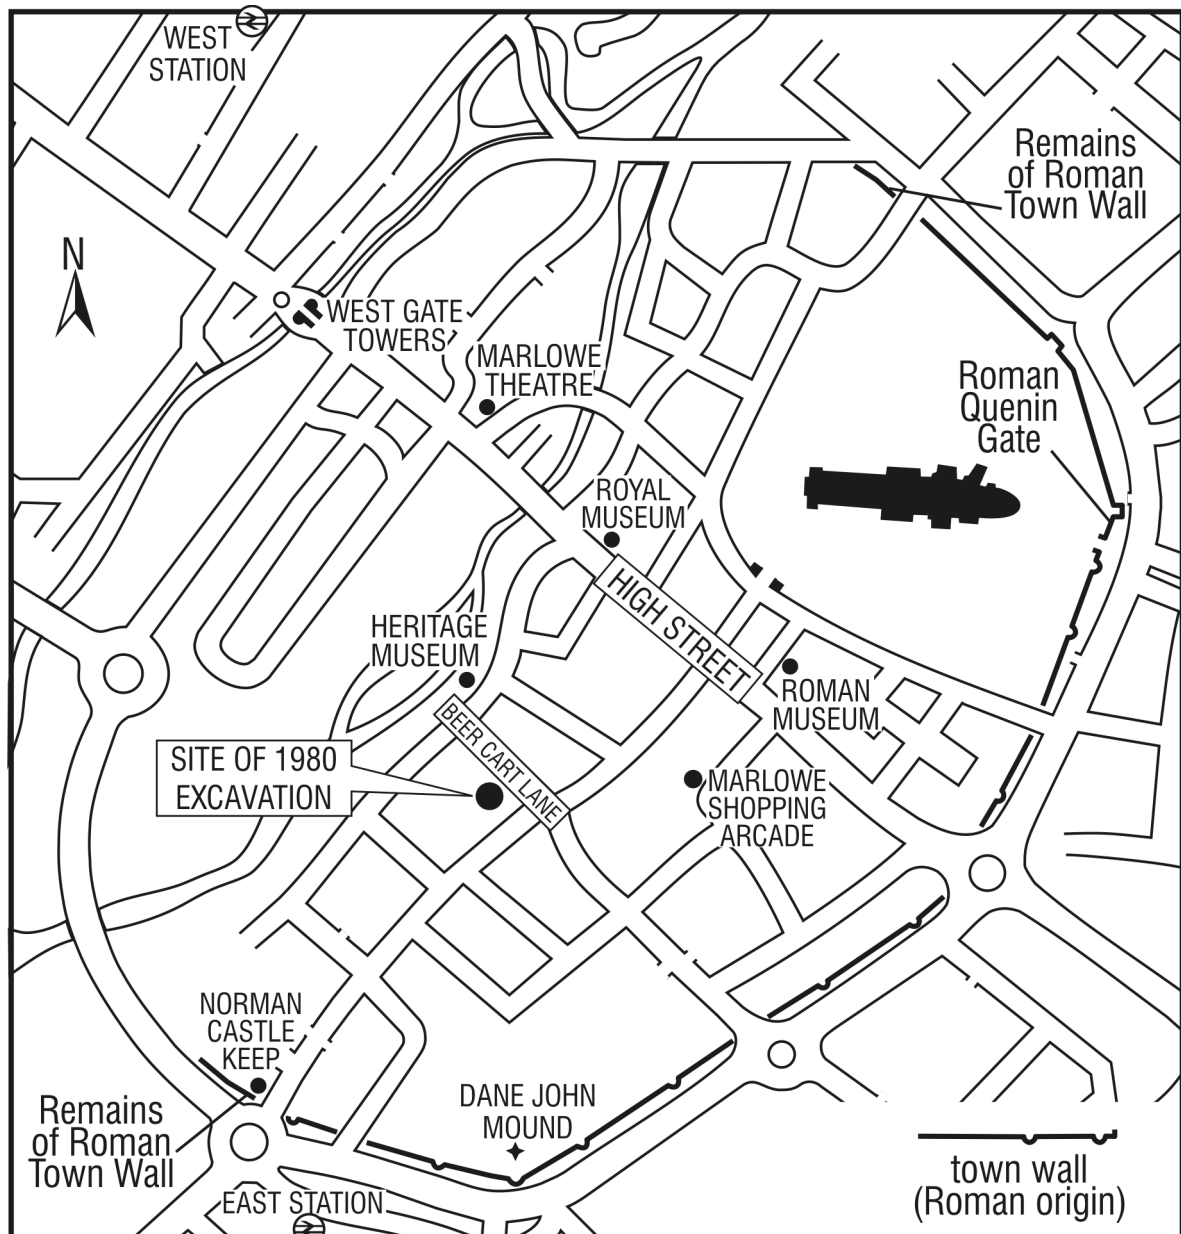 WEST
STATION
Remains
of Roman
Town Wall
N
WEST GATE
TOWERS
MARLOWE
THEATRE
Roman
Quenin
Gate
ROYAL
MUSEUM
HIGH STREET
HERITAGE
MUSEUM
ROMAN
MUSEUM
BEER CART LANE
SITE OF 1980
EXCAVATION
MARLOWE
SHOPPING
ARCADE
NORMAN
CASTLE
KEEP
DANE JOHN
MOUND
Remains
of Roman
Town Wall
town wall
(Roman origin)
EAST STATION